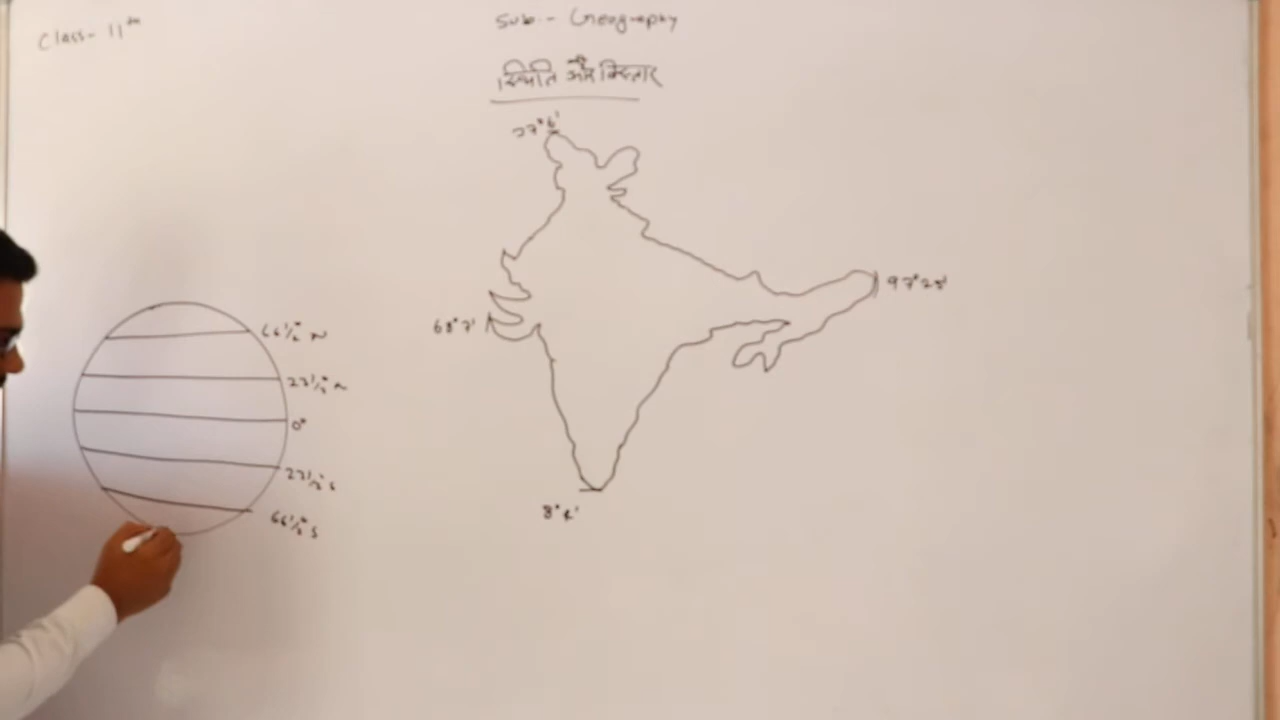 Class- 11th
Sub:- Geography
स्थिति और विस्तार
37°6'
97°25'
68°7'
8°4'
66½° N
23½° N
0°
23½° S
66½° S